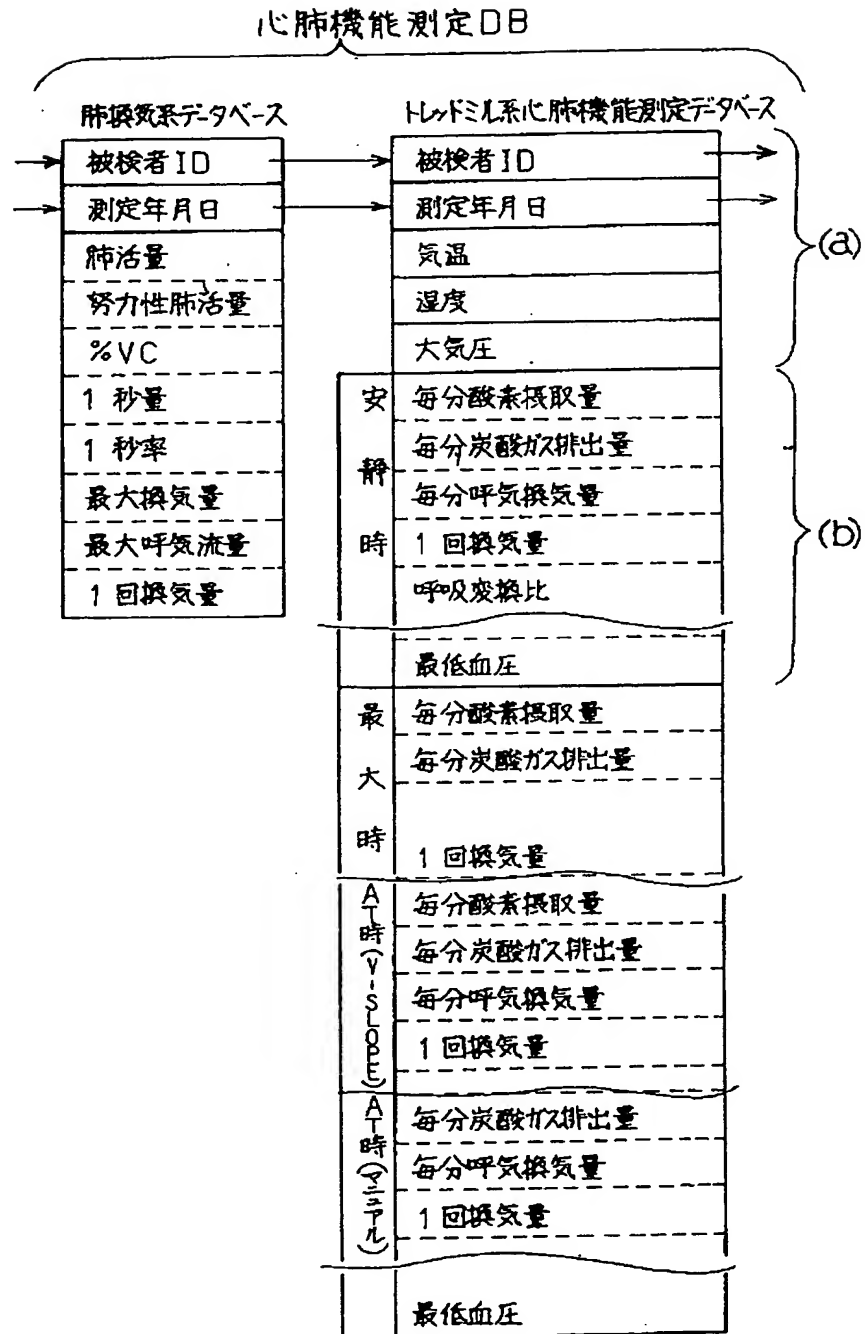 心肺機能測定DB
肺換気系データベース
被検者ID
測定年月日
肺活量
努力性肺活量
%VC
1秒量
1秒率
最大換気量
最大呼気流量
1回換気量
トレッドミル系心肺機能測定データベース
被検者ID
測定年月日
気温
湿度
大気圧
(a)
安静時
毎分酸素摂取量
毎分炭酸ガス排出量
毎分呼気換気量
1回換気量
呼吸変換比
最低血圧
(b)
最大時
毎分酸素摂取量
毎分炭酸ガス排出量
1回換気量
AT時(V-SLOPE)
毎分酸素摂取量
毎分炭酸ガス排出量
毎分呼気換気量
1回換気量
AT時(マニュアル)
毎分炭酸ガス排出量
毎分呼気換気量
1回換気量
最低血圧